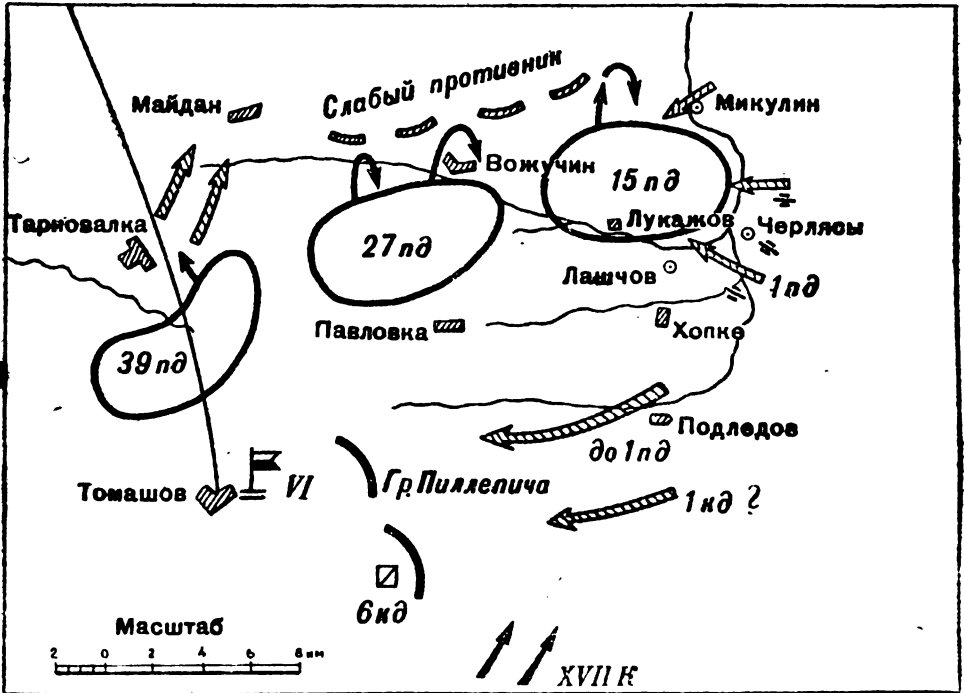 Слабый противник
Майдан
Микулин
Вожучин
15 пд
Тарновалка
Лукажов
Черлясы
27 пд
Лашчов
1 пд
Павловка
Хопке
39 пд
Подледов
до 1 пд
Томашов
VI
Гр. Пиллепича
1 кд ?
6 кд
Масштаб
2 0 2 4 6 8 км
XVII К